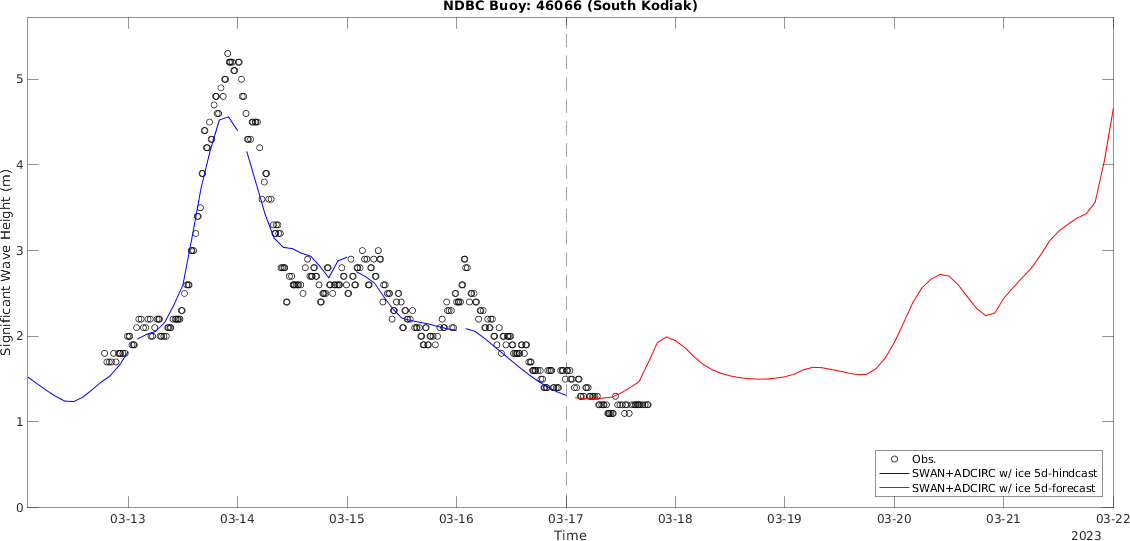 NDBC Buoy: 46066 (South Kodiak)
Significant Wave Height (m)
5
4
3
2
1
0
Obs.
SWAN+ADCIRC w/ ice 5d-hindcast
SWAN+ADCIRC w/ ice 5d-forecast
03-13 03-14 03-15 03-16 03-17 03-18 03-19 03-20 03-21 03-22
Time 2023